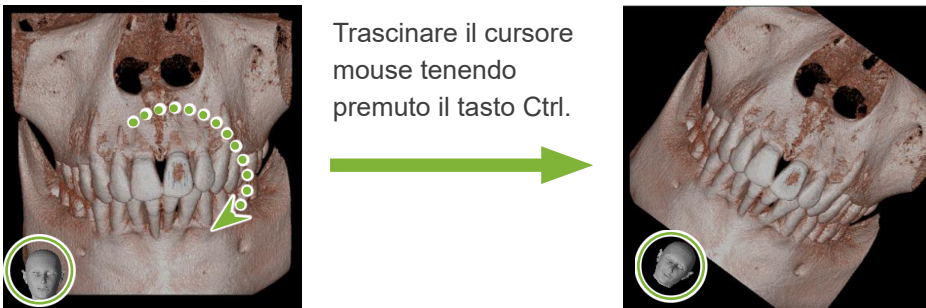 Trascinare il cursore
mouse tenendo
premuto il tasto Ctrl.